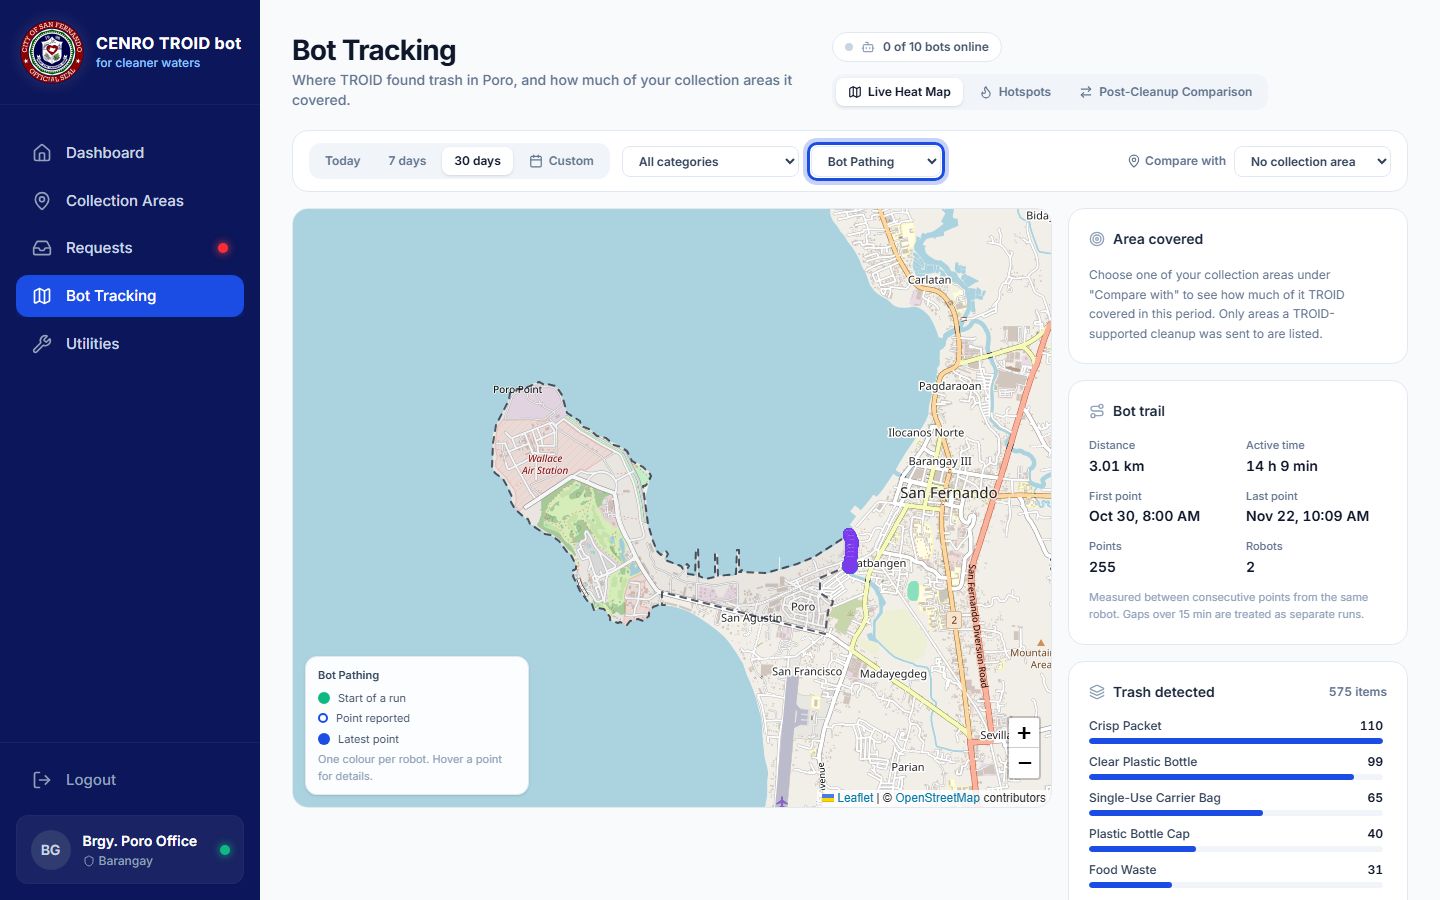 CITY OF SAN FERNANDO
OFFICIAL SEAL
CENRO TROID bot
for cleaner waters
Dashboard
Collection Areas
Requests
Bot Tracking
Utilities
Logout
BG
Brgy. Poro Office
Barangay
Bot Tracking
Where TROID found trash in Poro, and how much of your collection areas it
covered.
0 of 10 bots online
Live Heat Map
Hotspots
Post-Cleanup Comparison
Today
7 days
30 days
Custom
All categories
Bot Pathing
Compare with
No collection area
Bida
Carlatan
Pagdaraoan
Poro Point
Ilocanos Norte
Wallace
Air Station
Barangay III
San Fernando
atbangen
San Fernando Diversion Road
Poro
San Agustin
2
Mountain
Area
San Francisco
Madayegdeg
Sevilla
Parian
venue
Bot Pathing
Start of a run
Point reported
Latest point
One colour per robot. Hover a point
for details.
+
−
Leaflet | © OpenStreetMap contributors
Area covered
Choose one of your collection areas under
"Compare with" to see how much of it TROID
covered in this period. Only areas a TROID-
supported cleanup was sent to are listed.
Bot trail
Distance
Active time
3.01 km
14 h 9 min
First point
Last point
Oct 30, 8:00 AM
Nov 22, 10:09 AM
Points
Robots
255
2
Measured between consecutive points from the same
robot. Gaps over 15 min are treated as separate runs.
Trash detected
575 items
Crisp Packet
110
Clear Plastic Bottle
99
Single-Use Carrier Bag
65
Plastic Bottle Cap
40
Food Waste
31